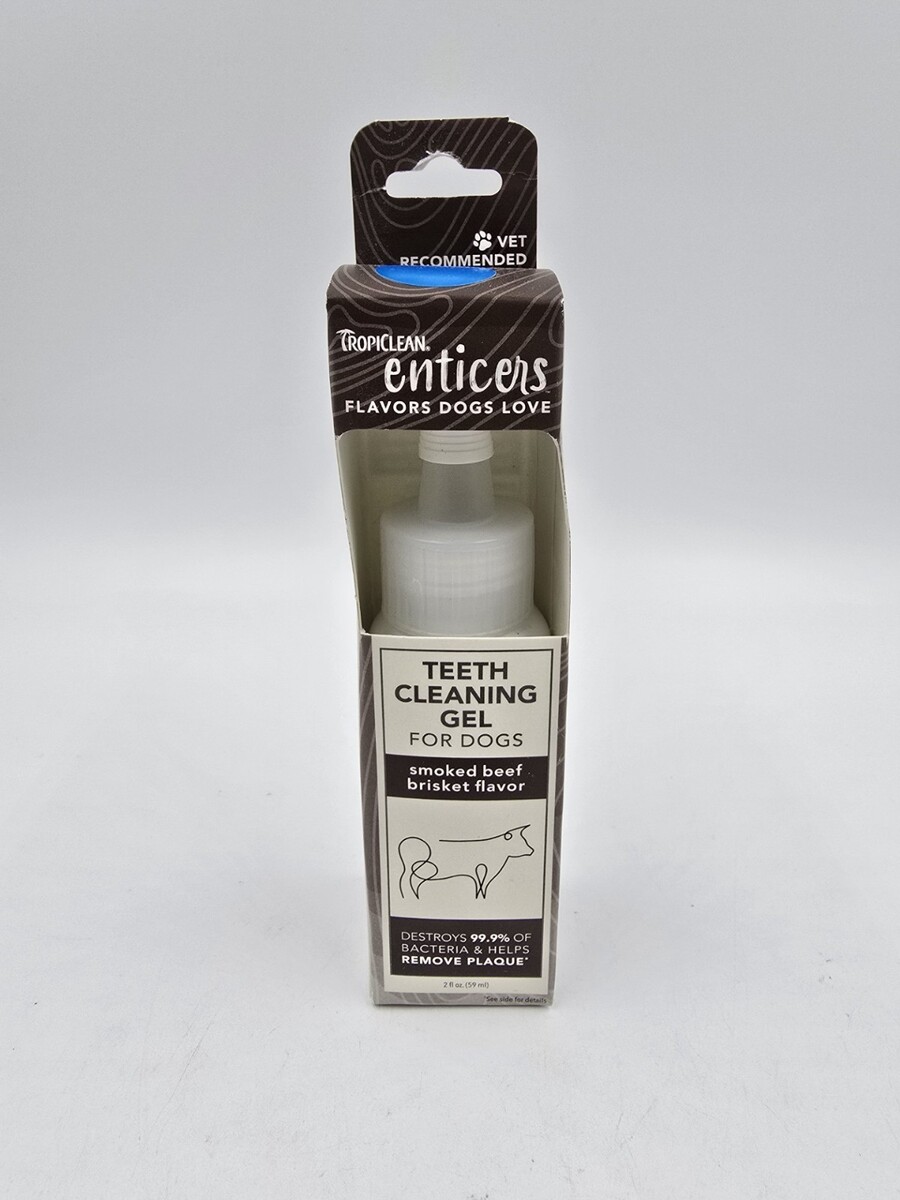 VET
RECOMMENDED
TROPICLEAN®
enticers™
FLAVORS DOGS LOVE
TEETH
CLEANING
GEL
FOR DOGS
smoked beef
brisket flavor
DESTROYS 99.9% OF
BACTERIA & HELPS
REMOVE PLAQUE*
2 fl oz. (59 ml)
*See side for details